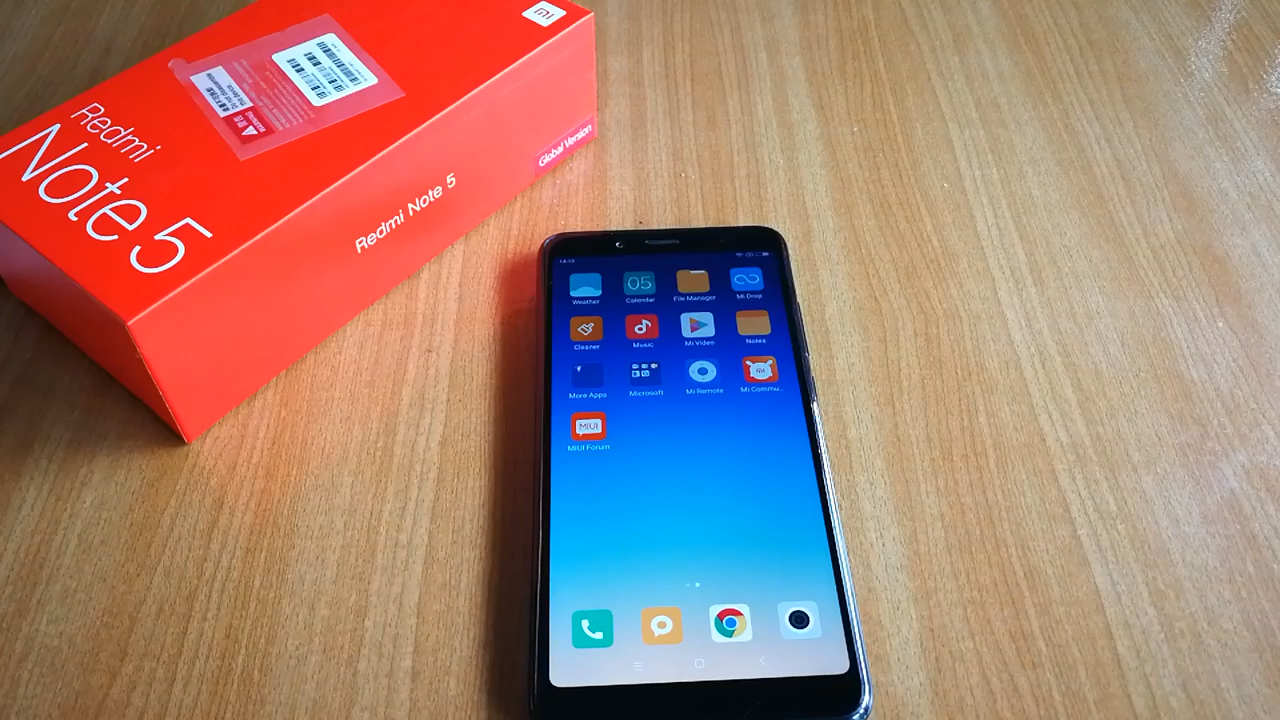 Redmi
Note 5
Redmi Note 5
Global Version
Weather
05
Calendar
File Manager
Mi Drop
Cleaner
Music
Mi Video
Notes
More Apps
Microsoft
Mi Remote
MI
Mi Commu...
MIUI
MIUI Forum